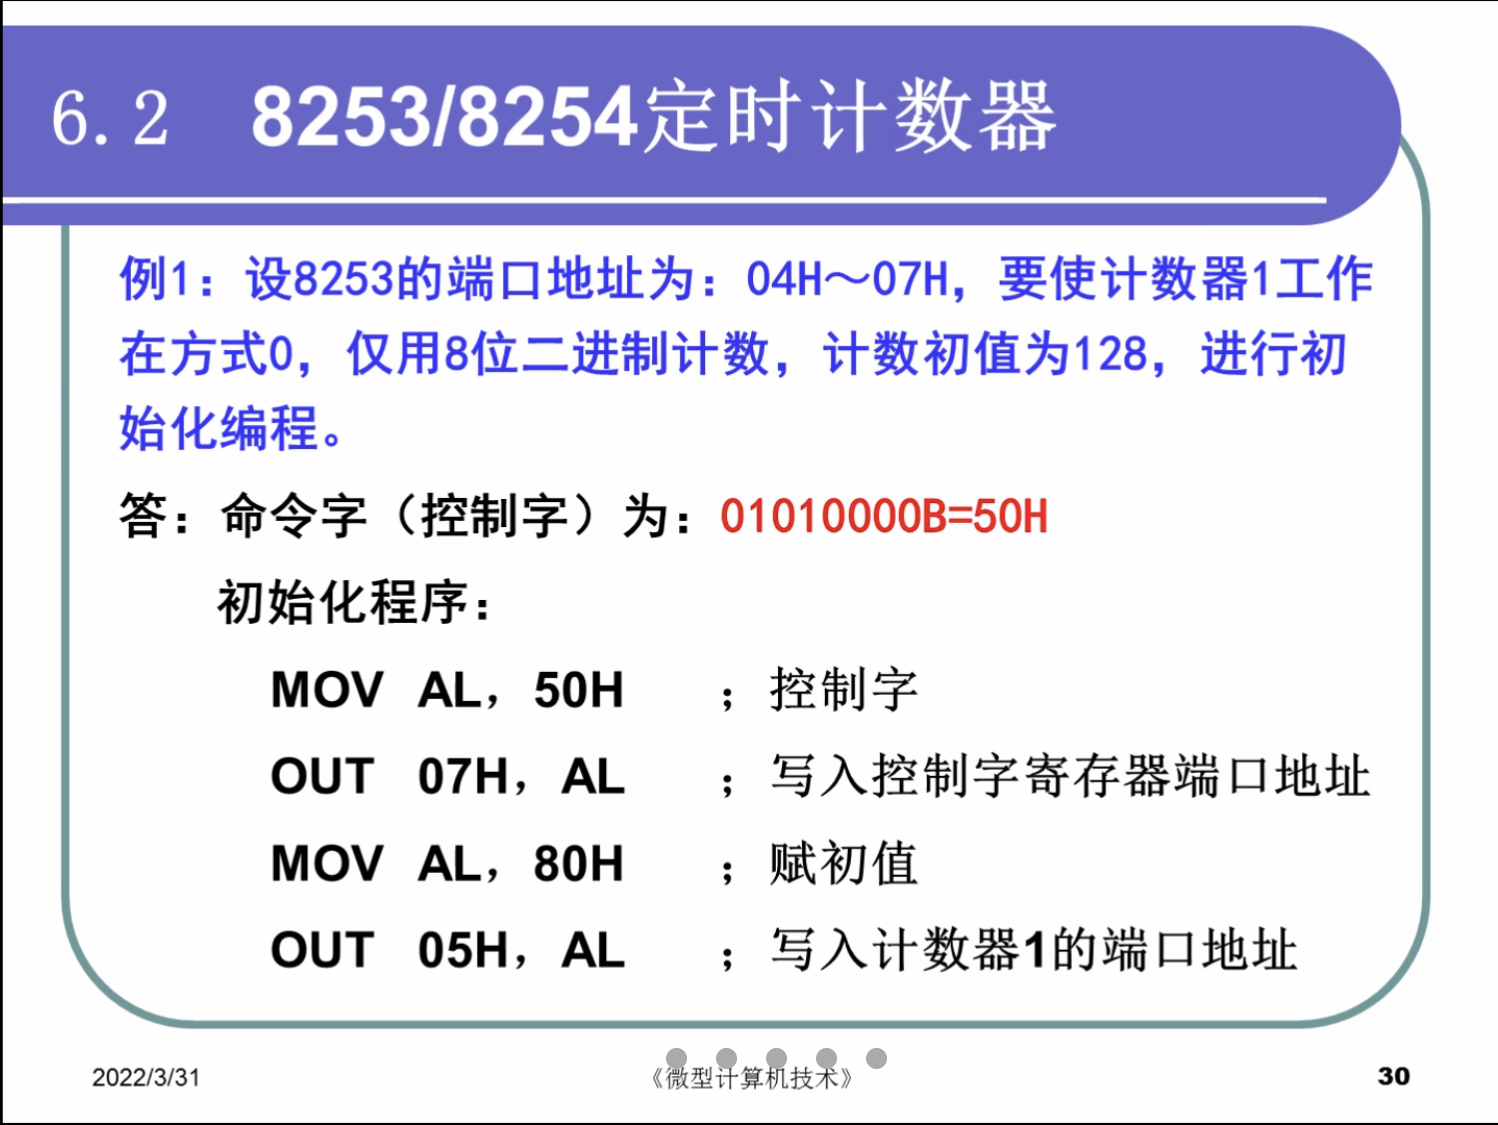 6.2 8253/8254定时计数器
例1：设8253的端口地址为：04H～07H，要使计数器1工作
在方式0，仅用8位二进制计数，计数初值为128，进行初
始化编程。
答：命令字（控制字）为：01010000B=50H
初始化程序：
MOV AL，50H ；控制字
OUT 07H，AL ；写入控制字寄存器端口地址
MOV AL，80H ；赋初值
OUT 05H，AL ；写入计数器1的端口地址
2022/3/31 《微型计算机技术》 30